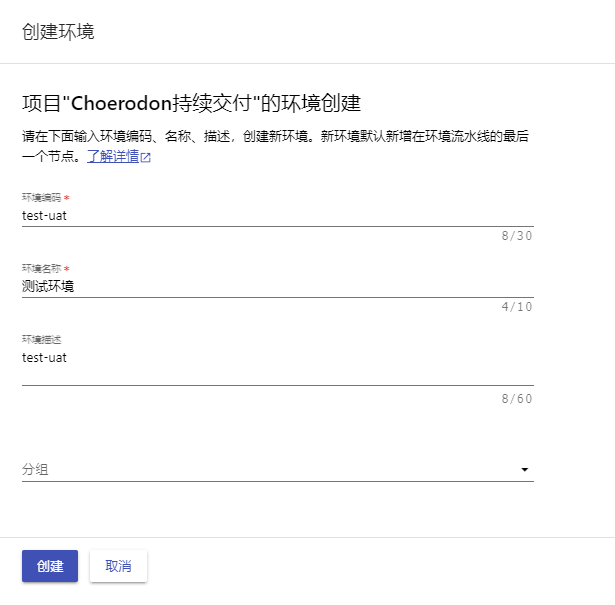 创建环境
项目"Choerodon持续交付"的环境创建
请在下面输入环境编码、名称、描述，创建新环境。新环境默认新增在环境流水线的最后
一个节点。了解详情
环境编码 *
test-uat
8/30
环境名称 *
测试环境
4/10
环境描述
test-uat
8/60
分组
创建 取消